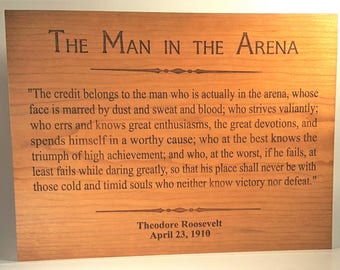 The Man in the Arena
"The credit belongs to the man who is actually in the arena, whose
face is marred by dust and sweat and blood; who strives valiantly;
who errs and knows great enthusiasms, the great devotions, and
spends himself in a worthy cause; who at the best knows the
triumph of high achievement; and who, at the worst, if he fails, at
least fails while daring greatly, so that his place shall never be with
those cold and timid souls who neither know victory nor defeat."
Theodore Roosevelt
April 23, 1910